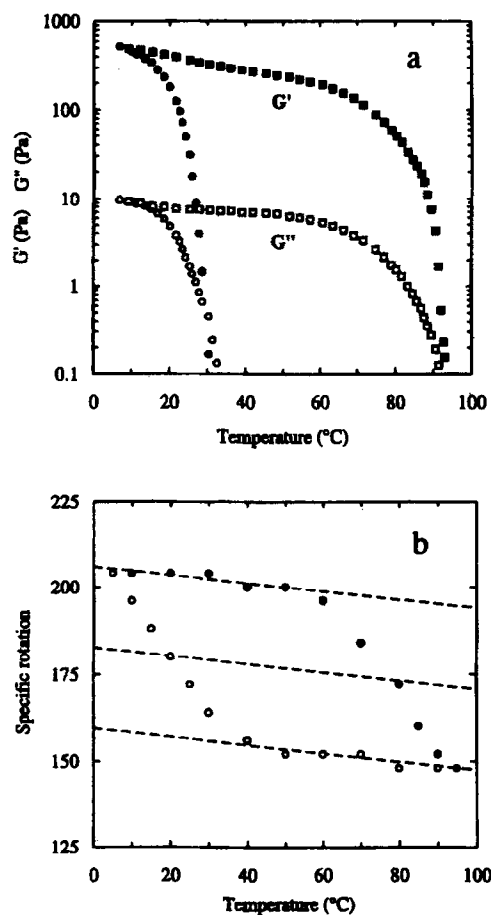 1000
100
10
1
0.1
G' (Pa) G" (Pa)
a
G'
G"
0 20 40 60 80 100
Temperature (°C)
225
200
175
150
125
Specific rotation
b
0 20 40 60 80 100
Temperature (°C)